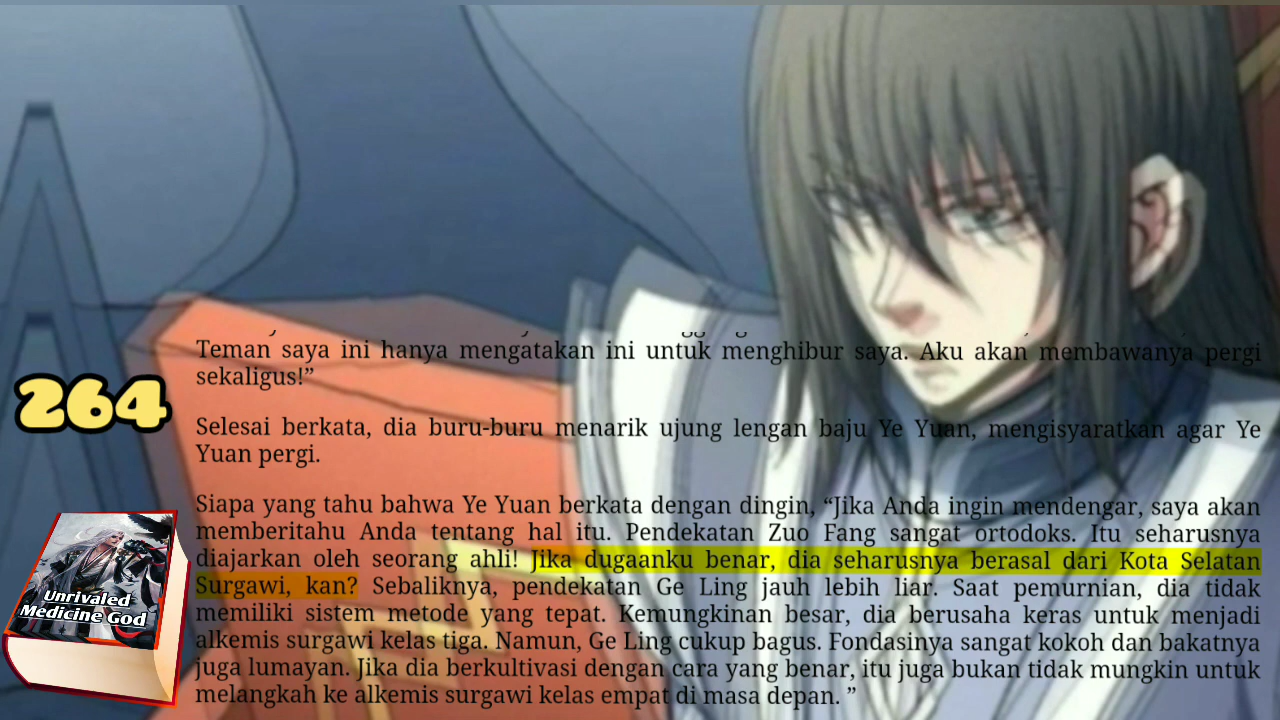 Teman saya ini hanya mengatakan ini untuk menghibur saya. Aku akan membawanya pergi
sekaligus!”
Selesai berkata, dia buru-buru menarik ujung lengan baju Ye Yuan, mengisyaratkan agar Ye
Yuan pergi.
Siapa yang tahu bahwa Ye Yuan berkata dengan dingin, “Jika Anda ingin mendengar, saya akan
memberitahu Anda tentang hal itu. Pendekatan Zuo Fang sangat ortodoks. Itu seharusnya
diajarkan oleh seorang ahli! Jika dugaanku benar, dia seharusnya berasal dari Kota Selatan
Surgawi, kan? Sebaliknya, pendekatan Ge Ling jauh lebih liar. Saat pemurnian, dia tidak
memiliki sistem metode yang tepat. Kemungkinan besar, dia berusaha keras untuk menjadi
alkemis surgawi kelas tiga. Namun, Ge Ling cukup bagus. Fondasinya sangat kokoh dan bakatnya
juga lumayan. Jika dia berkultivasi dengan cara yang benar, itu juga bukan tidak mungkin untuk
melangkah ke alkemis surgawi kelas empat di masa depan. ”
264
Unrivaled
Medicine God